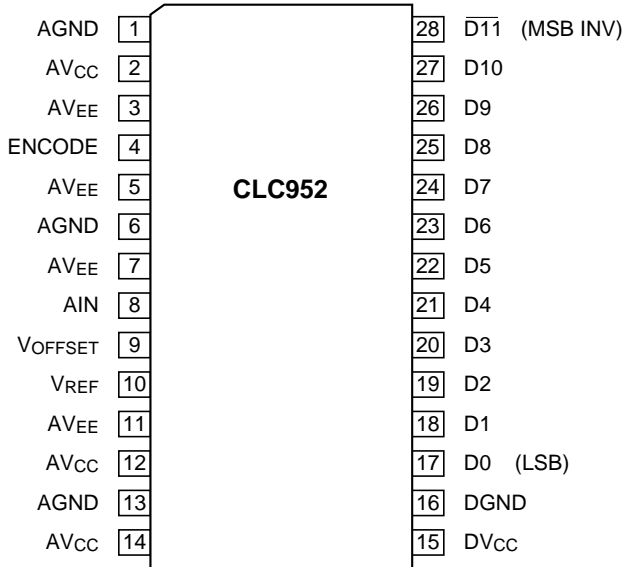 AGND 1 28 D11 (MSB INV)
AVCC 2 27 D10
AVEE 3 26 D9
ENCODE 4 25 D8
AVEE 5 CLC952 24 D7
AGND 6 23 D6
AVEE 7 22 D5
AIN 8 21 D4
VOFFSET 9 20 D3
VREF 10 19 D2
AVEE 11 18 D1
AVCC 12 17 D0 (LSB)
AGND 13 16 DGND
AVCC 14 15 DVCC